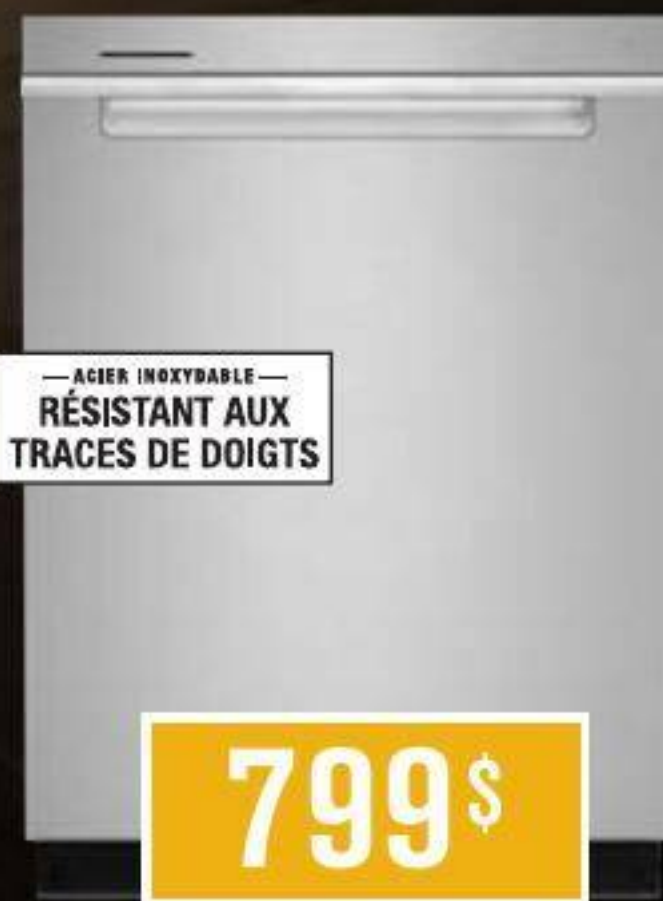 — ACIER INOXYDABLE —
RÉSISTANT AUX
TRACES DE DOIGTS
799$